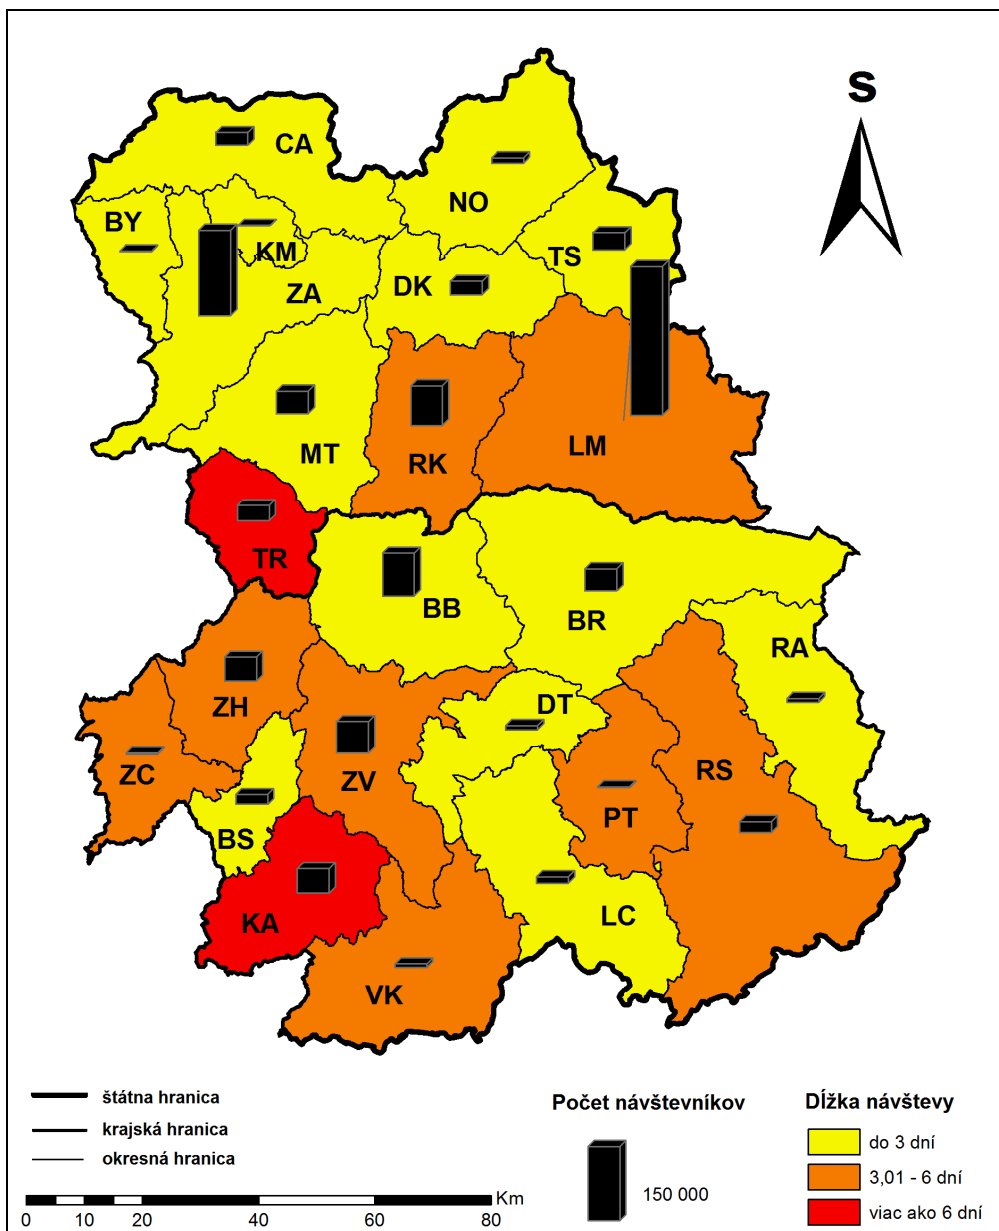 S
CA
NO
BY
KM
TS
ZA
DK
MT
RK
LM
TR
BB
BR
RA
ZH
DT
ZC
ZV
RS
BS
PT
KA
LC
VK
štátna hranica
krajská hranica
okresná hranica
Km
0 10 20 40 60 80
Počet návštevníkov
150 000
Dĺžka návštevy
do 3 dní
3,01 - 6 dní
viac ako 6 dní